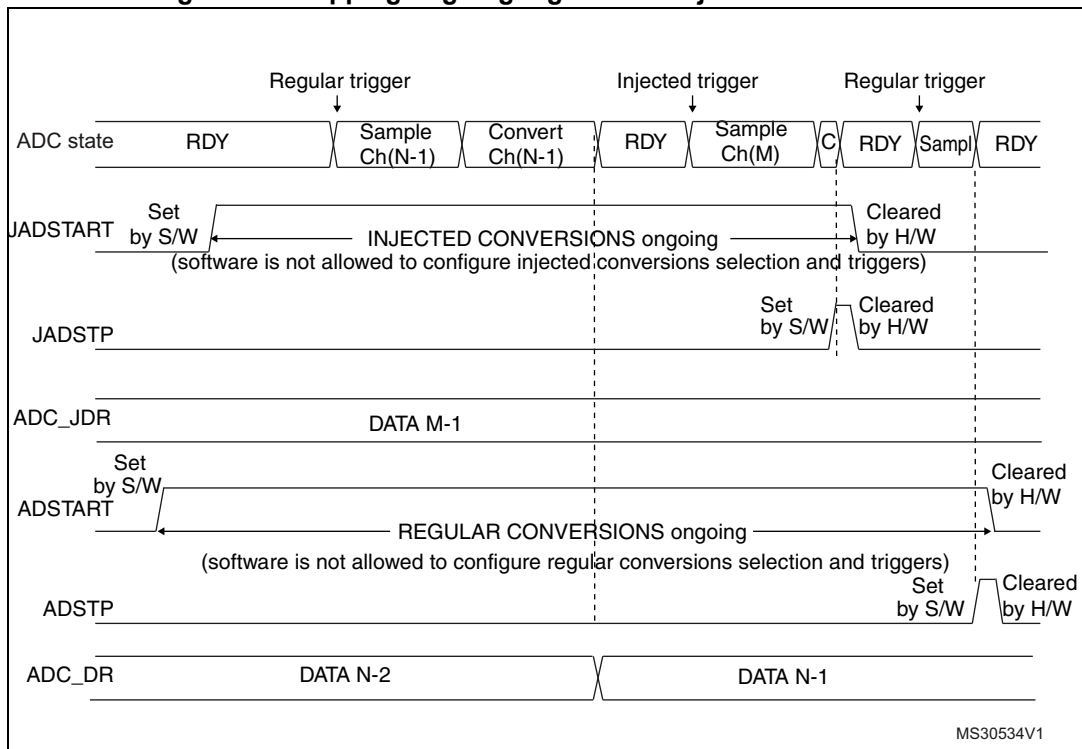 Regular trigger Injected trigger Regular trigger
ADC state RDY Sample Ch(N-1) Convert Ch(N-1) RDY Sample Ch(M) C RDY Sampl RDY
JADSTART Set by S/W Cleared by H/W
INJECTED CONVERSIONS ongoing
(software is not allowed to configure injected conversions selection and triggers)
JADSTP Set by S/W Cleared by H/W
ADC_JDR DATA M-1
ADSTART Set by S/W Cleared by H/W
REGULAR CONVERSIONS ongoing
(software is not allowed to configure regular conversions selection and triggers)
ADSTP Set by S/W Cleared by H/W
ADC_DR DATA N-2 DATA N-1
MS30534V1